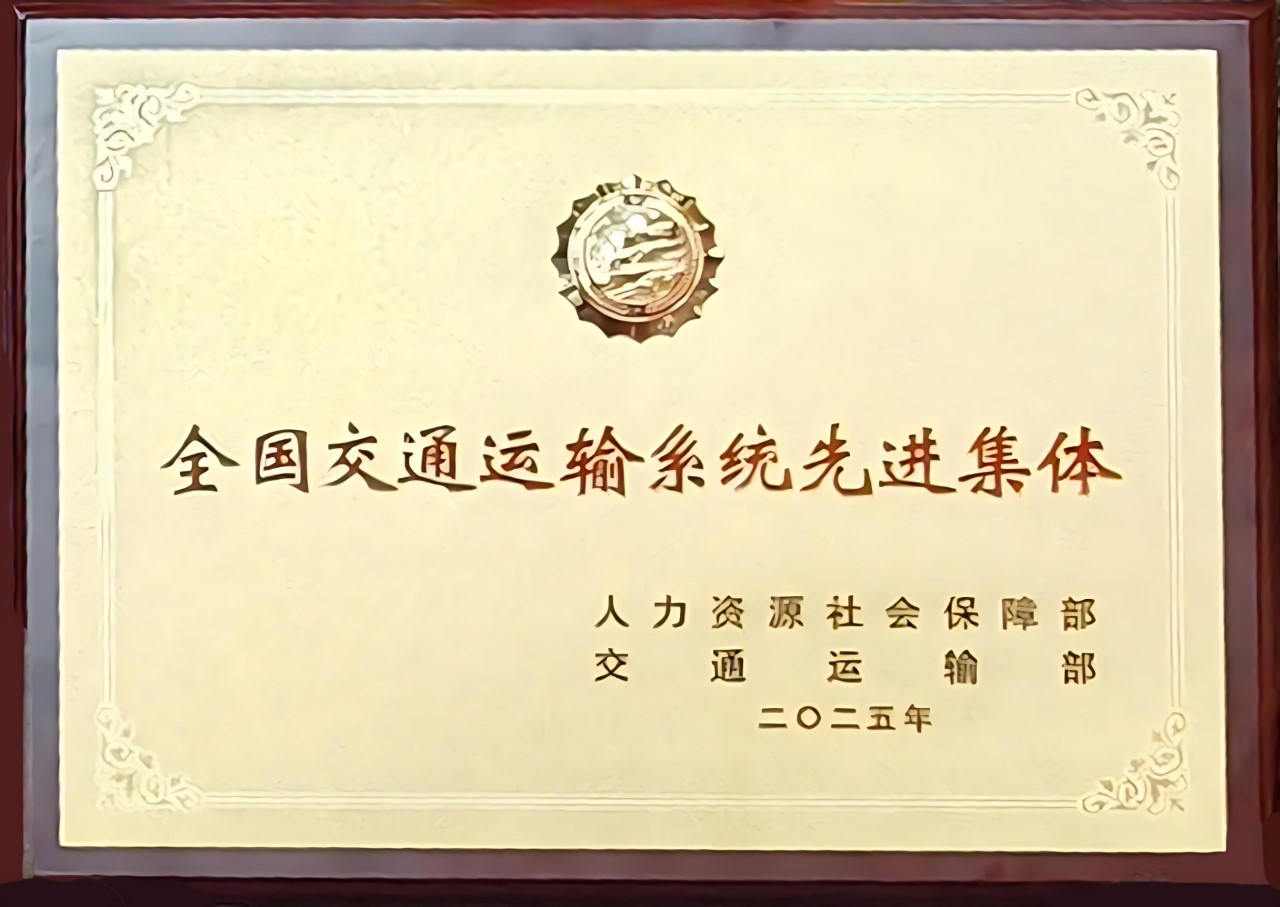 全国交通运输系统先进集体
人力资源社会保障部
交通运输部
二〇二五年